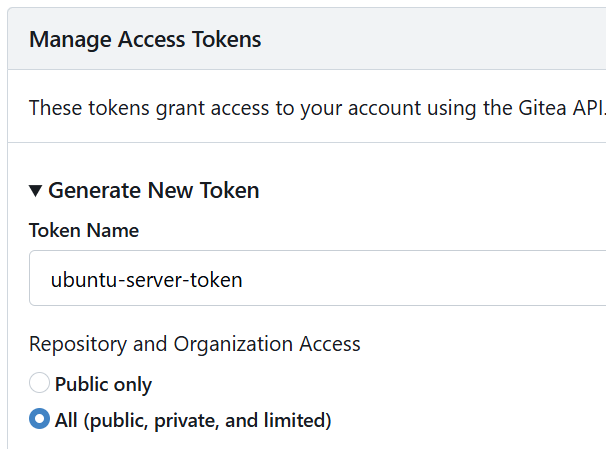 Manage Access Tokens
These tokens grant access to your account using the Gitea API.
Generate New Token
Token Name
ubuntu-server-token
Repository and Organization Access
Public only
All (public, private, and limited)